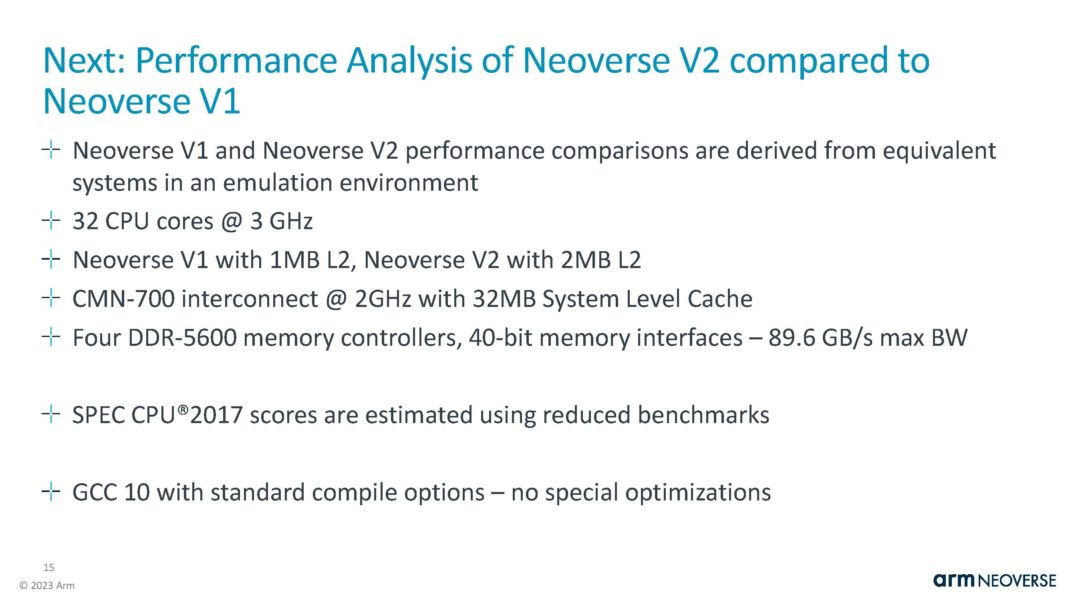 Next: Performance Analysis of Neoverse V2 compared to
Neoverse V1
Neoverse V1 and Neoverse V2 performance comparisons are derived from equivalent
systems in an emulation environment
32 CPU cores @ 3 GHz
Neoverse V1 with 1MB L2, Neoverse V2 with 2MB L2
CMN-700 interconnect @ 2GHz with 32MB System Level Cache
Four DDR-5600 memory controllers, 40-bit memory interfaces – 89.6 GB/s max BW
SPEC CPU®2017 scores are estimated using reduced benchmarks
GCC 10 with standard compile options – no special optimizations
15
© 2023 Arm
arm NEOVERSE